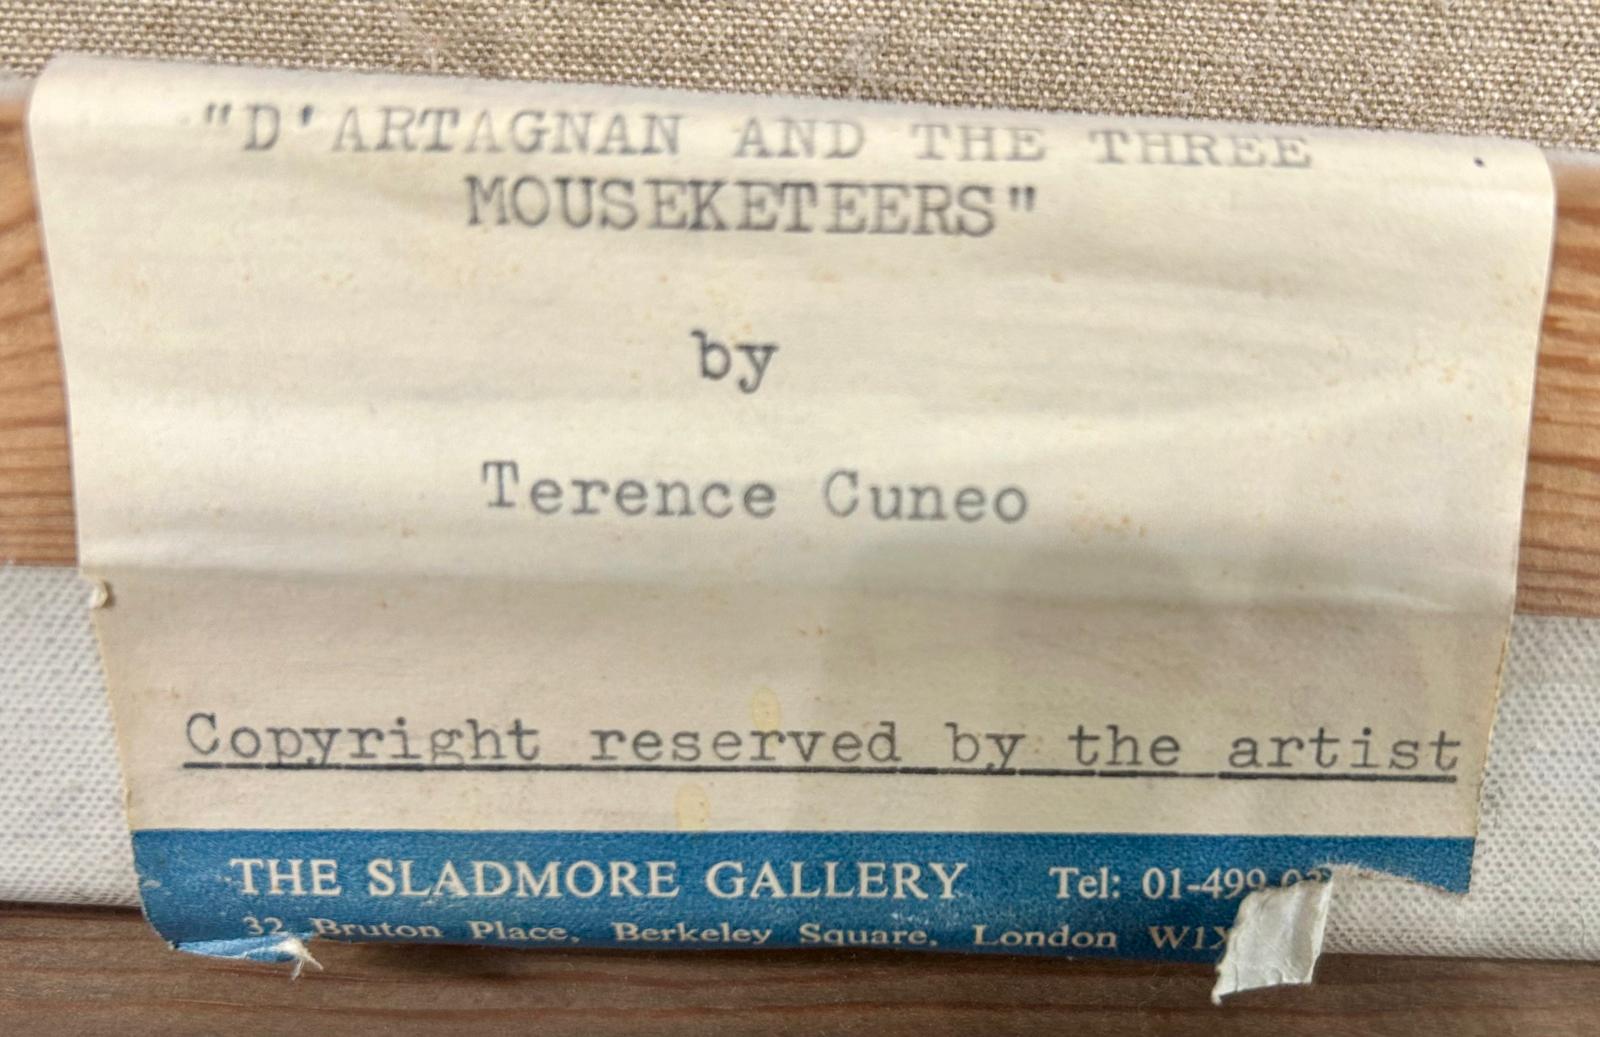 "D'ARTAGNAN AND THE THREE
MOUSEKETEERS"
by
Terence Cuneo
Copyright reserved by the artist
THE SLADMORE GALLERY Tel: 01-499
32 Bruton Place, Berkeley Square, London W1X